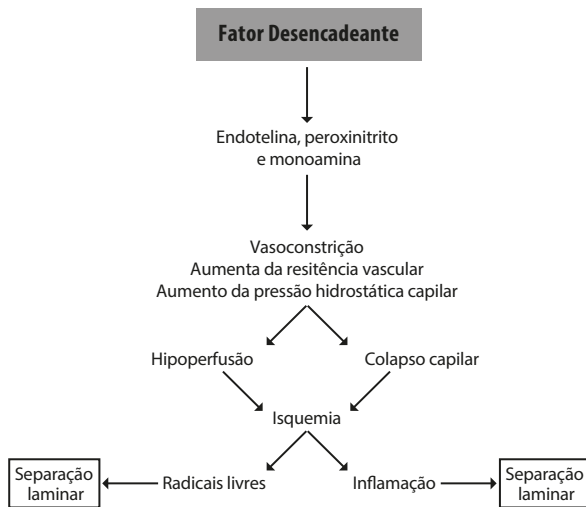 Fator Desencadeante
Endotelina, peroxinitrito
e monoamina
Vasoconstrição
Aumenta da resitência vascular
Aumento da pressão hidrostática capilar
Hipoperfusão
Colapso capilar
Isquemia
Separação
laminar
Radicais livres
Inflamação
Separação
laminar